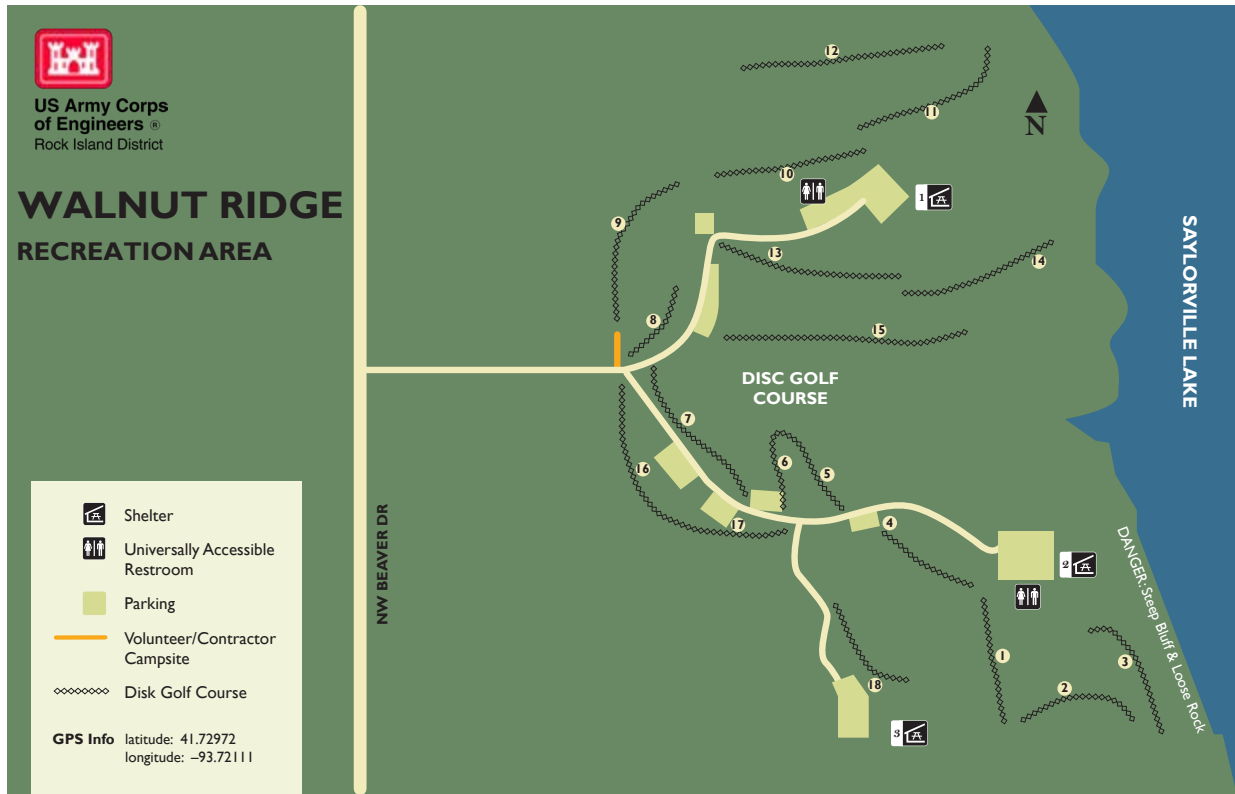 US Army Corps
of Engineers ®
Rock Island District
WALNUT RIDGE
RECREATION AREA
12
11
N
10
1
9
13
14
8
15
SAYLORVILLE LAKE
DISC GOLF
COURSE
7
16
6
5
17
4
2
DANGER: Steep Bluff & Loose Rock
NW BEAVER DR
1
3
2
18
3
Shelter
Universally Accessible
Restroom
Parking
Volunteer/Contractor
Campsite
Disk Golf Course
GPS Info latitude: 41.72972
longitude: –93.72111